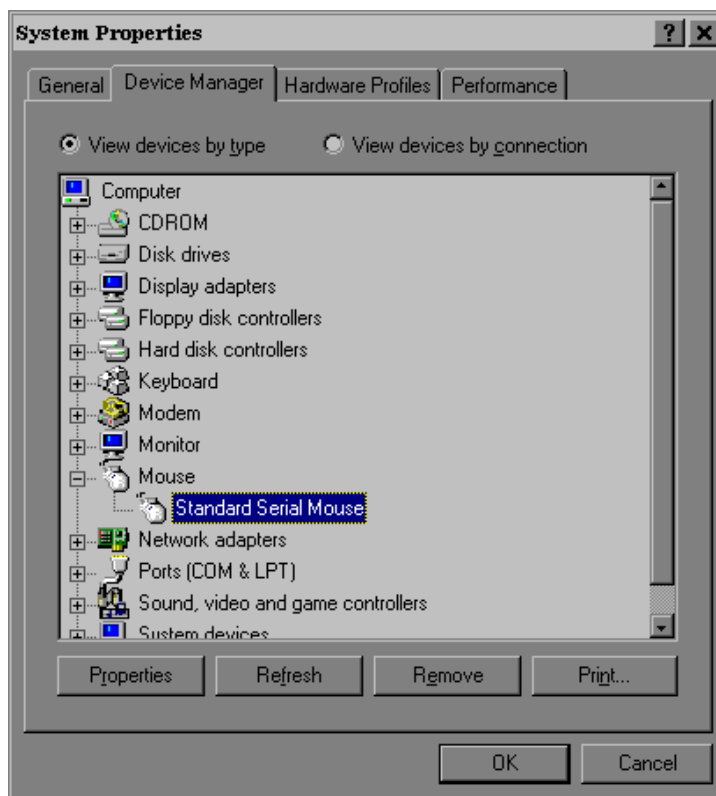 System Properties
General Device Manager Hardware Profiles Performance
View devices by type View devices by connection
Computer
CDROM
Disk drives
Display adapters
Floppy disk controllers
Hard disk controllers
Keyboard
Modem
Monitor
Mouse
Standard Serial Mouse
Network adapters
Ports (COM & LPT)
Sound, video and game controllers
System devices
Properties Refresh Remove Print...
OK Cancel